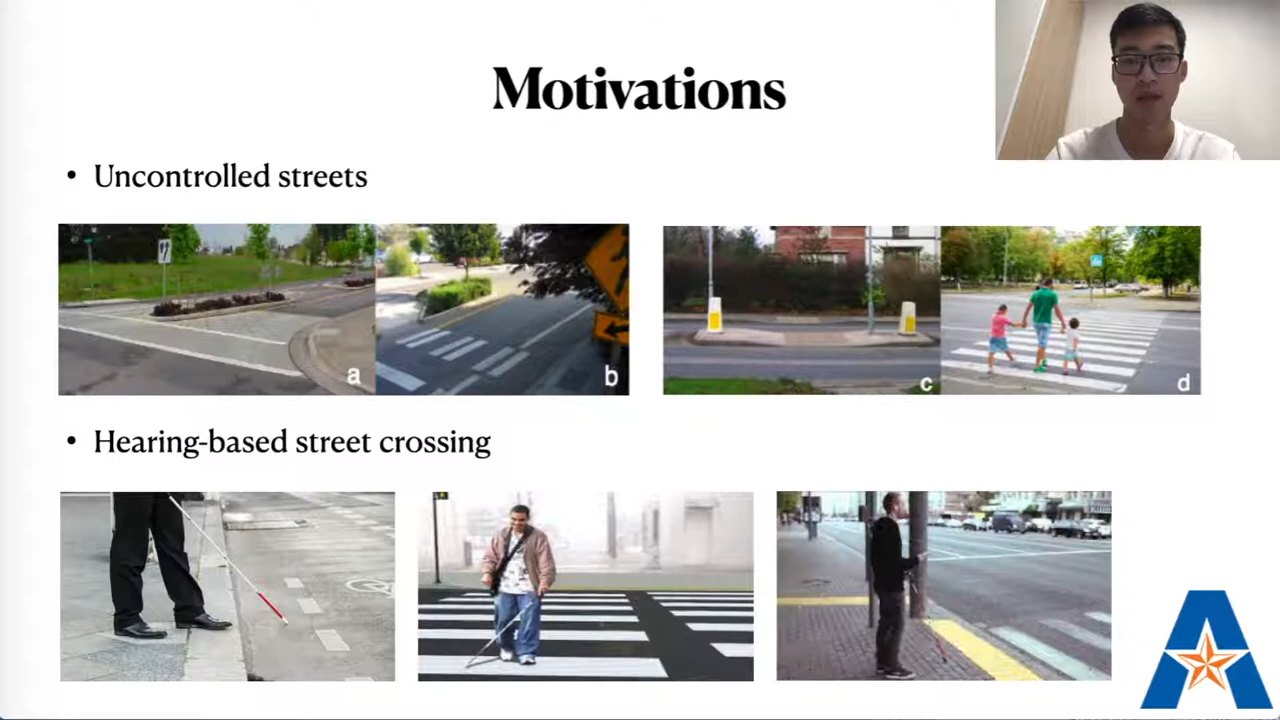 Motivations
• Uncontrolled streets
a
b
c
d
• Hearing-based street crossing